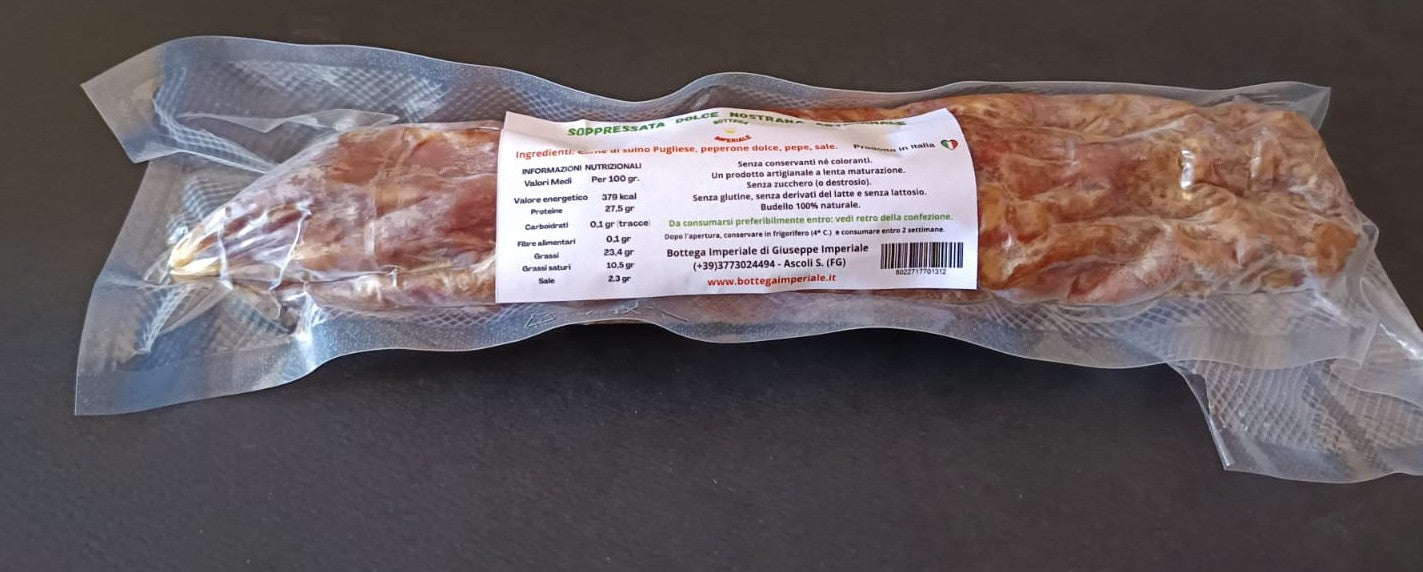 SOPPRESSATA DOLCE NOSTRANA
BOTTEGA
IMPERIALE
Ingredienti: Carne di suino Pugliese, peperone dolce, pepe, sale.
Prodotto in Italia
INFORMAZIONI NUTRIZIONALI
Valori Medi Per 100 gr.
Valore energetico 379 kcal
Proteine 27,5 gr
Carboidrati 0,1 gr (tracce)
Fibre alimentari 0,1 gr
Grassi 23,4 gr
Grassi saturi 10,5 gr
Sale 2,3 gr
Senza conservanti né coloranti.
Un prodotto artigianale a lenta maturazione.
Senza zucchero (o destrosio).
Senza glutine, senza derivati del latte e senza lattosio.
Budello 100% naturale.
Da consumarsi preferibilmente entro: vedi retro della confezione.
Dopo l'apertura, conservare in frigorifero (4° C.) e consumare entro 2 settimane.
Bottega Imperiale di Giuseppe Imperiale
(+39)3773024494 - Ascoli S. (FG)
www.bottegaimperiale.it
8022717701312